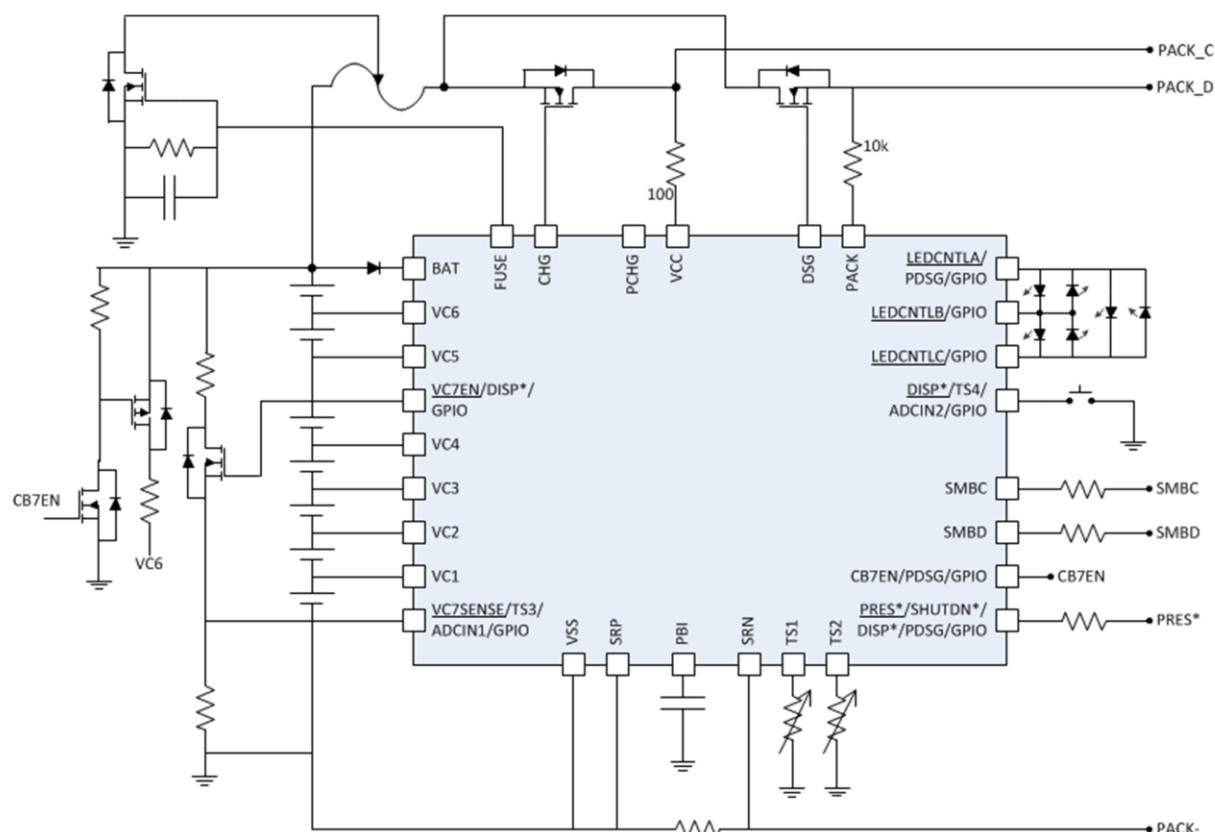 PACK_C
PACK_D
10k
100
FUSE
CHG
PCHG
VCC
DSG
PACK
BAT
VC6
VC5
VC7EN/DISP*/
GPIO
VC4
VC3
VC2
VC1
VC7SENSE/TS3/
ADCIN1/GPIO
LEDCNTLA/
PDSG/GPIO
LEDCNTLB/GPIO
LEDCNTLC/GPIO
DISP*/TS4/
ADCIN2/GPIO
SMBC
SMBC
SMBD
SMBD
CB7EN/PDSG/GPIO
CB7EN
PRES*/SHUTDN*/
DISP*/PDSG/GPIO
PRES*
CB7EN
VC6
VSS
SRP
PBI
SRN
TS1
TS2
PACK-